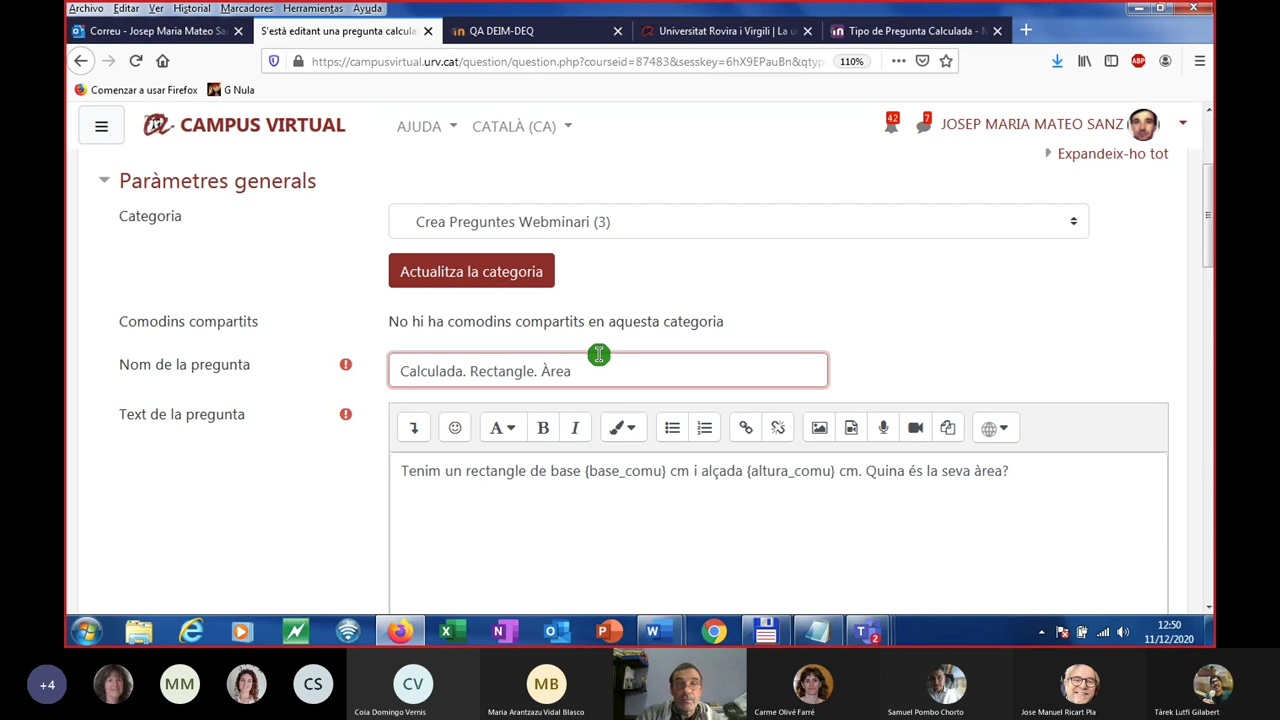 Archivo Editar Ver Historial Marcadores Herramientas Ayuda
Correu - Josep Maria Mateo Sa
S'està editant una pregunta calcula
QA DEIM-DEQ
Universitat Rovira i Virgili | La u
Tipo de Pregunta Calculada - M
https://campusvirtual.urv.cat/question/question.php?courseid=87483&sesskey=6hX9EPauBn&qtyp
110%
ABP
Comenzar a usar Firefox G Nula
CAMPUS VIRTUAL
AJUDA
CATALÀ (CA)
42
7
JOSEP MARIA MATEO SANZ
Expandeix-ho tot
Paràmetres generals
Categoria
Crea Preguntes Webminari (3)
Actualitza la categoria
Comodins compartits
No hi ha comodins compartits en aquesta categoria
Nom de la pregunta
Calculada. Rectangle. Àrea
Text de la pregunta
A B I
Tenim un rectangle de base {base_comu} cm i alçada {altura_comu} cm. Quina és la seva àrea?
12:50
11/12/2020
+4
MM
CS
CV
Coia Domingo Vernis
MB
Maria Arantzazu Vidal Blasco
Carme Olivé Farré
Samuel Pombo Chorto
Jose Manuel Ricart Pla
Tárek Lutfi Gilabert